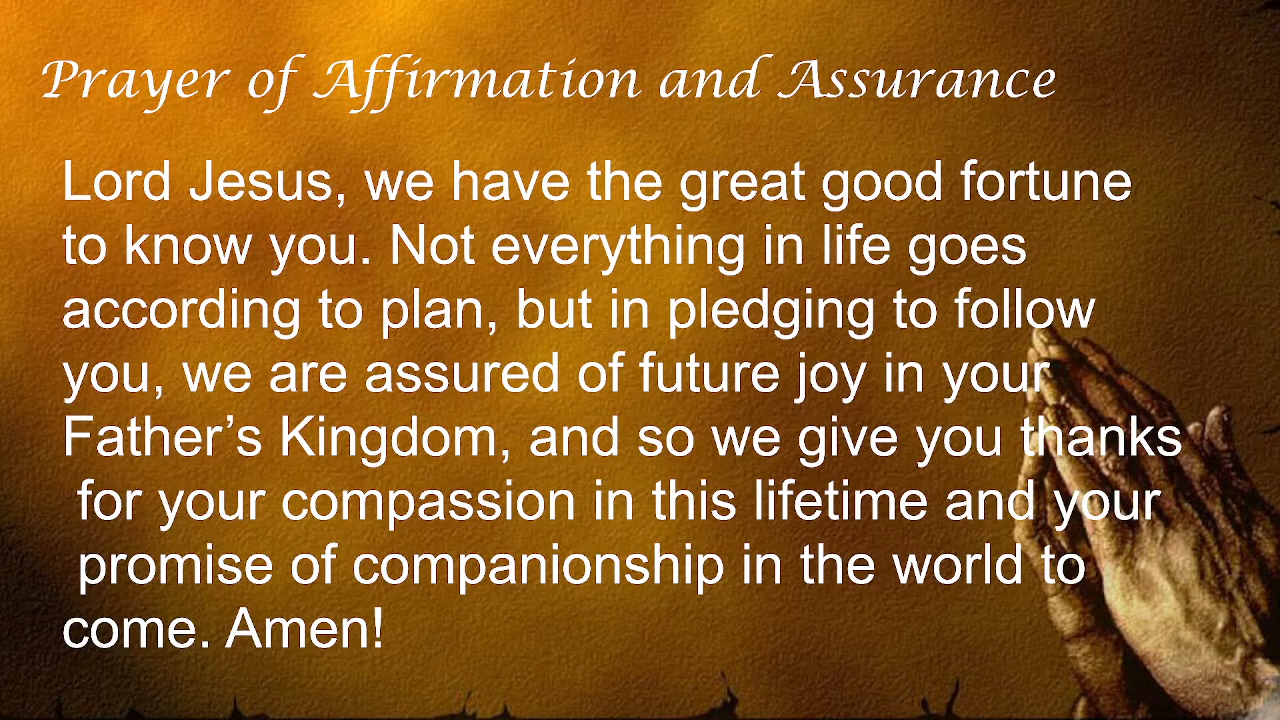 Prayer of Affirmation and Assurance
Lord Jesus, we have the great good fortune
to know you. Not everything in life goes
according to plan, but in pledging to follow
you, we are assured of future joy in your
Father’s Kingdom, and so we give you thanks
for your compassion in this lifetime and your
promise of companionship in the world to
come. Amen!